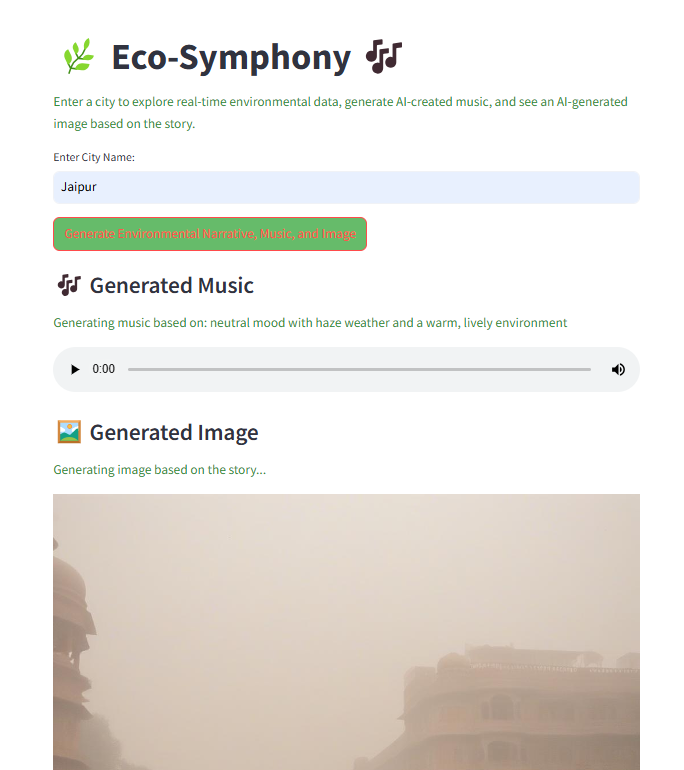 Eco-Symphony
Enter a city to explore real-time environmental data, generate AI-created music, and see an AI-generated
image based on the story.
Enter City Name:
Jaipur
Generate Environmental Narrative, Music, and Image
Generated Music
Generating music based on: neutral mood with haze weather and a warm, lively environment
0:00
Generated Image
Generating image based on the story...